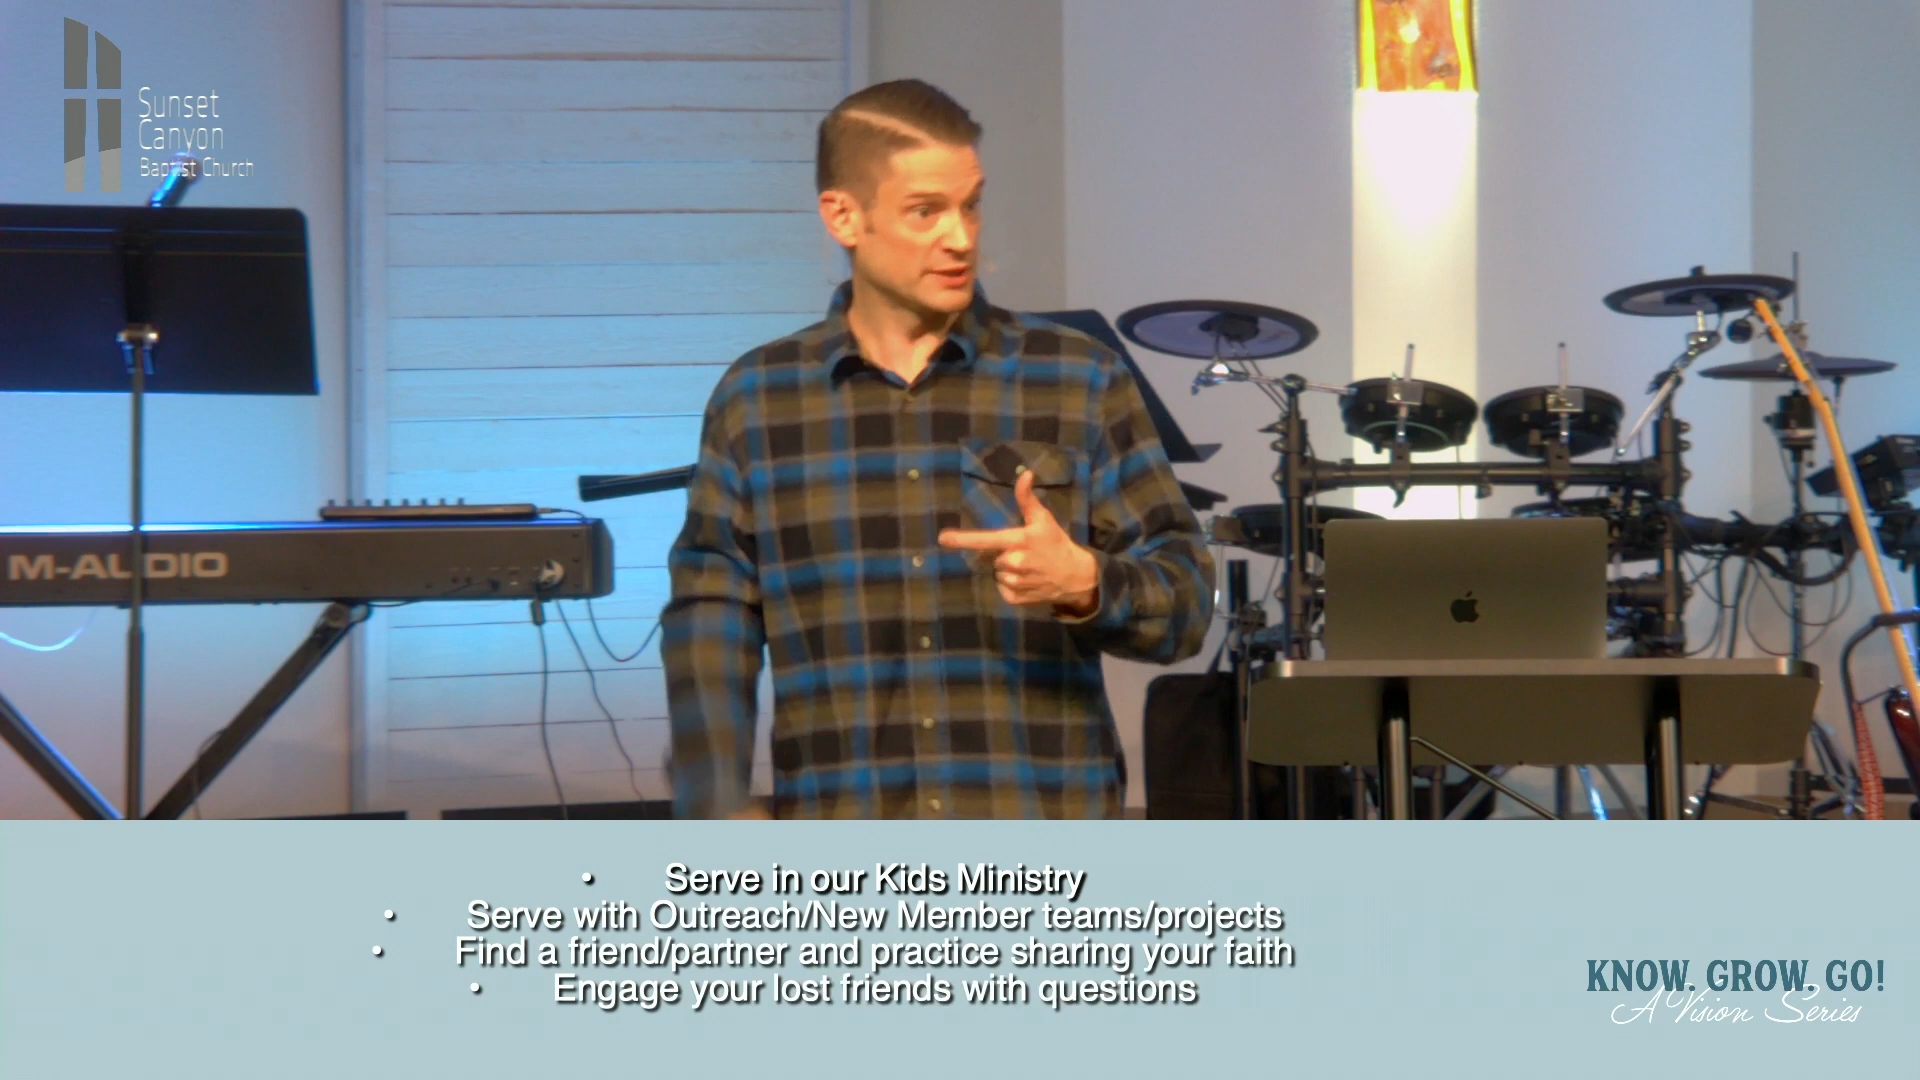 Sunset
Canyon
Baptist Church
M-AUDIO
• Serve in our Kids Ministry
• Serve with Outreach/New Member teams/projects
• Find a friend/partner and practice sharing your faith
• Engage your lost friends with questions
KNOW. GROW. GO!
A Vision Series